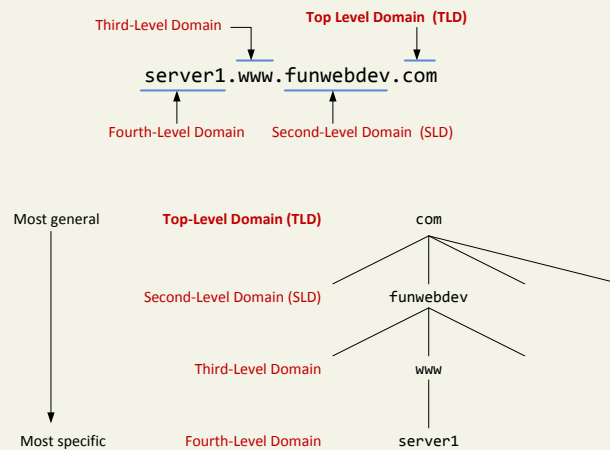 Third-Level Domain
Top Level Domain (TLD)
server1.www.funwebdev.com
Fourth-Level Domain
Second-Level Domain (SLD)
Most general
Top-Level Domain (TLD)
com
Second-Level Domain (SLD)
funwebdev
Third-Level Domain
www
Most specific
Fourth-Level Domain
server1